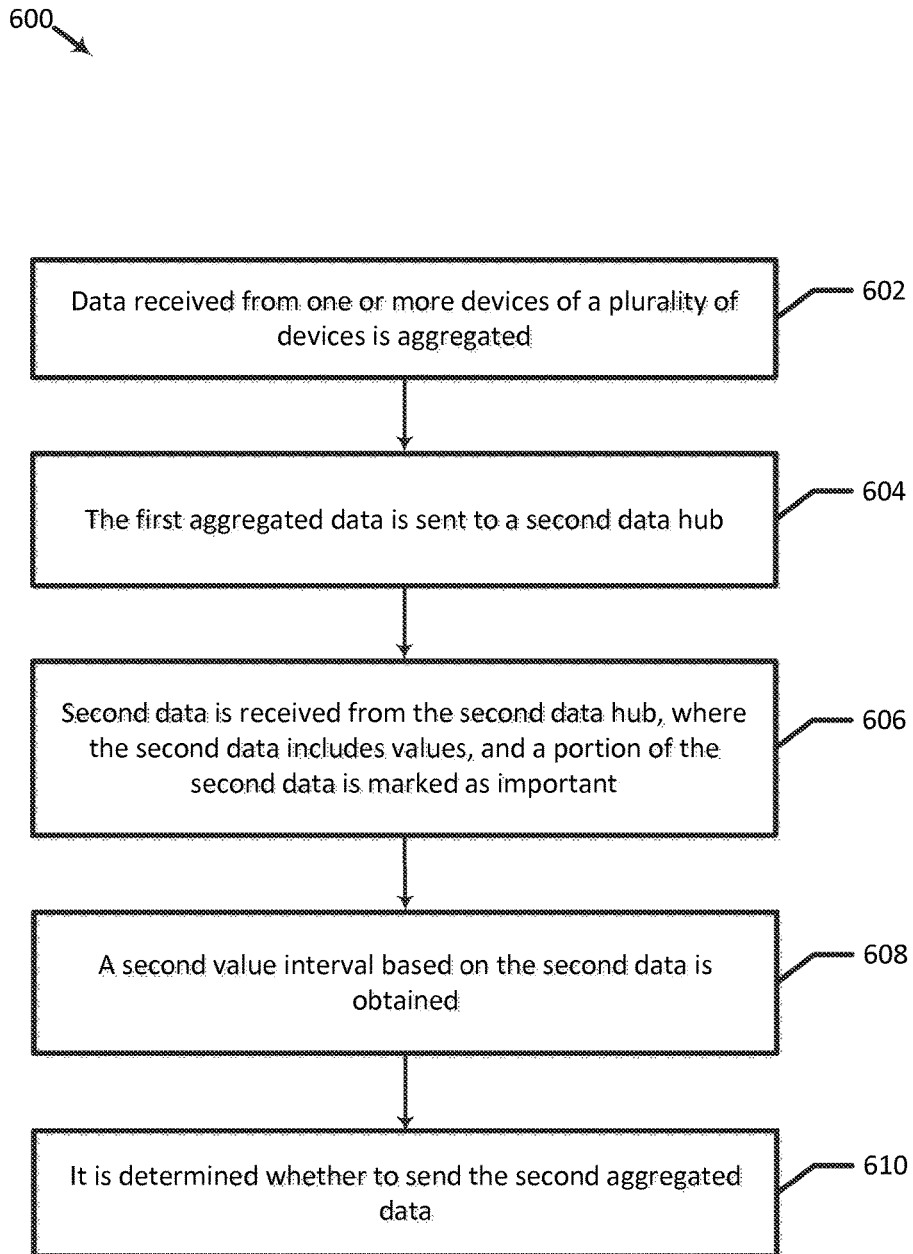 600
Data received from one or more devices of a plurality of
devices is aggregated
602
The first aggregated data is sent to a second data hub
604
Second data is received from the second data hub, where
the second data includes values, and a portion of the
second data is marked as important
606
A second value interval based on the second data is
obtained
608
It is determined whether to send the second aggregated
data
610